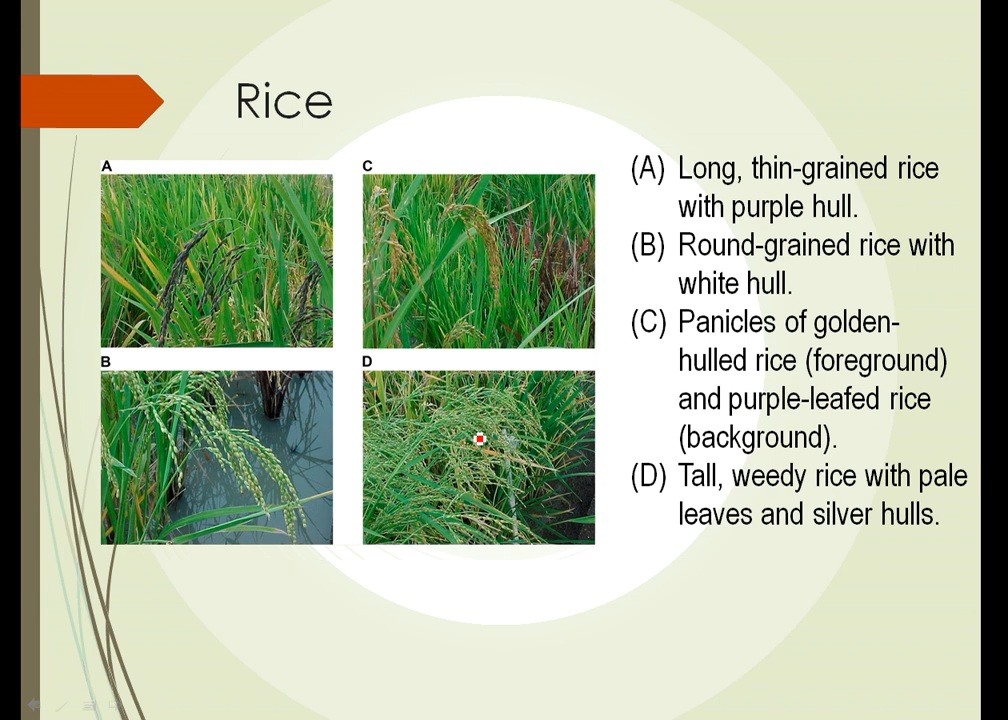 Rice
A
C
B
D
(A) Long, thin-grained rice
with purple hull.
(B) Round-grained rice with
white hull.
(C) Panicles of golden-
hulled rice (foreground)
and purple-leafed rice
(background).
(D) Tall, weedy rice with pale
leaves and silver hulls.